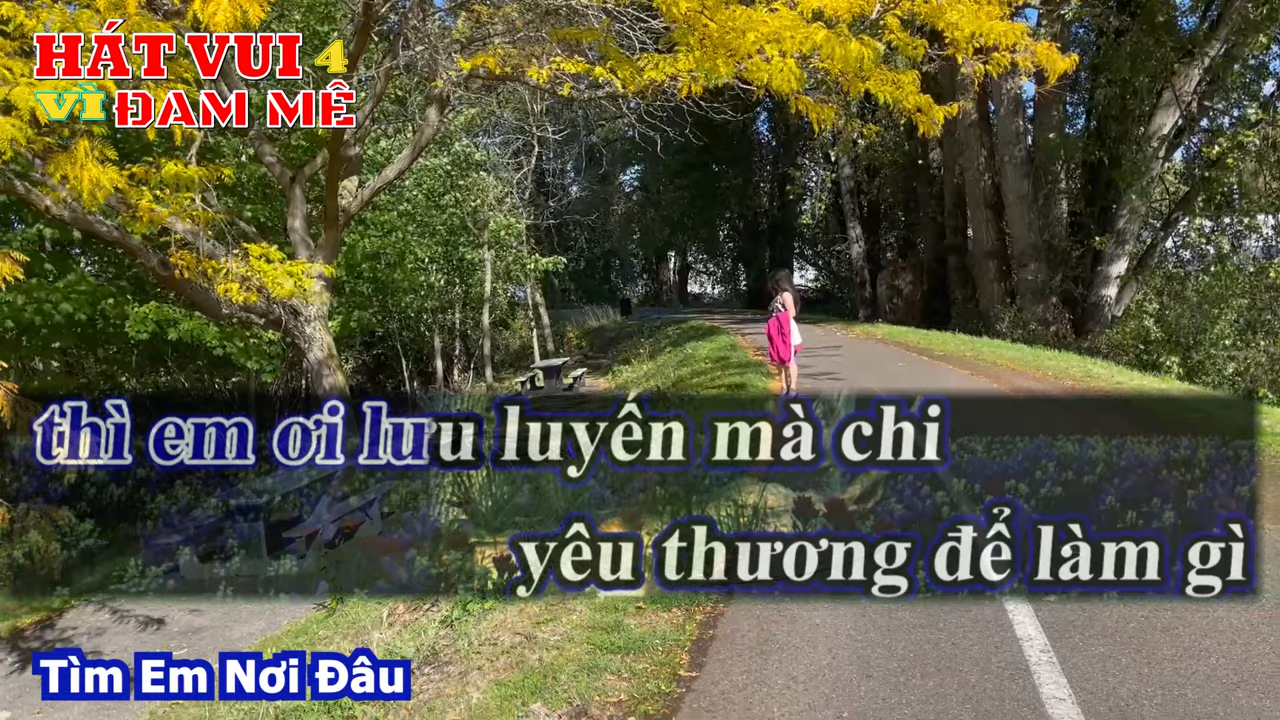 HÁT VUI 4
VÌ ĐAM MÊ
thì em ơi lưu luyến mà chi
yêu thương để làm gì
Tìm Em Nơi Đâu